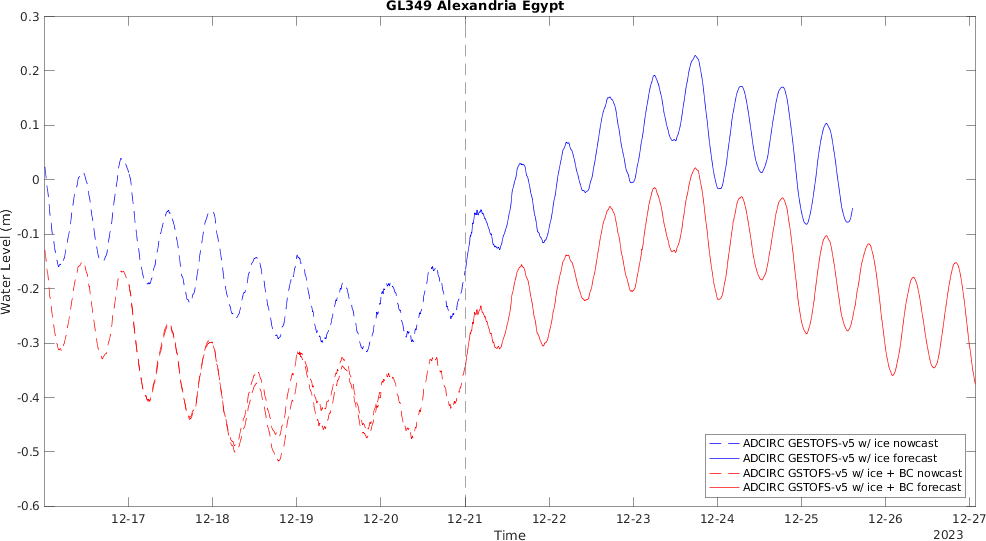 GL349 Alexandria Egypt
0.3
0.2
0.1
0
-0.1
-0.2
-0.3
-0.4
-0.5
-0.6
Water Level (m)
ADCIRC GESTOFS-v5 w/ ice nowcast
ADCIRC GESTOFS-v5 w/ ice forecast
ADCIRC GSTOFS-v5 w/ ice + BC nowcast
ADCIRC GSTOFS-v5 w/ ice + BC forecast
12-17 12-18 12-19 12-20 12-21 12-22 12-23 12-24 12-25 12-26 12-27
Time
2023